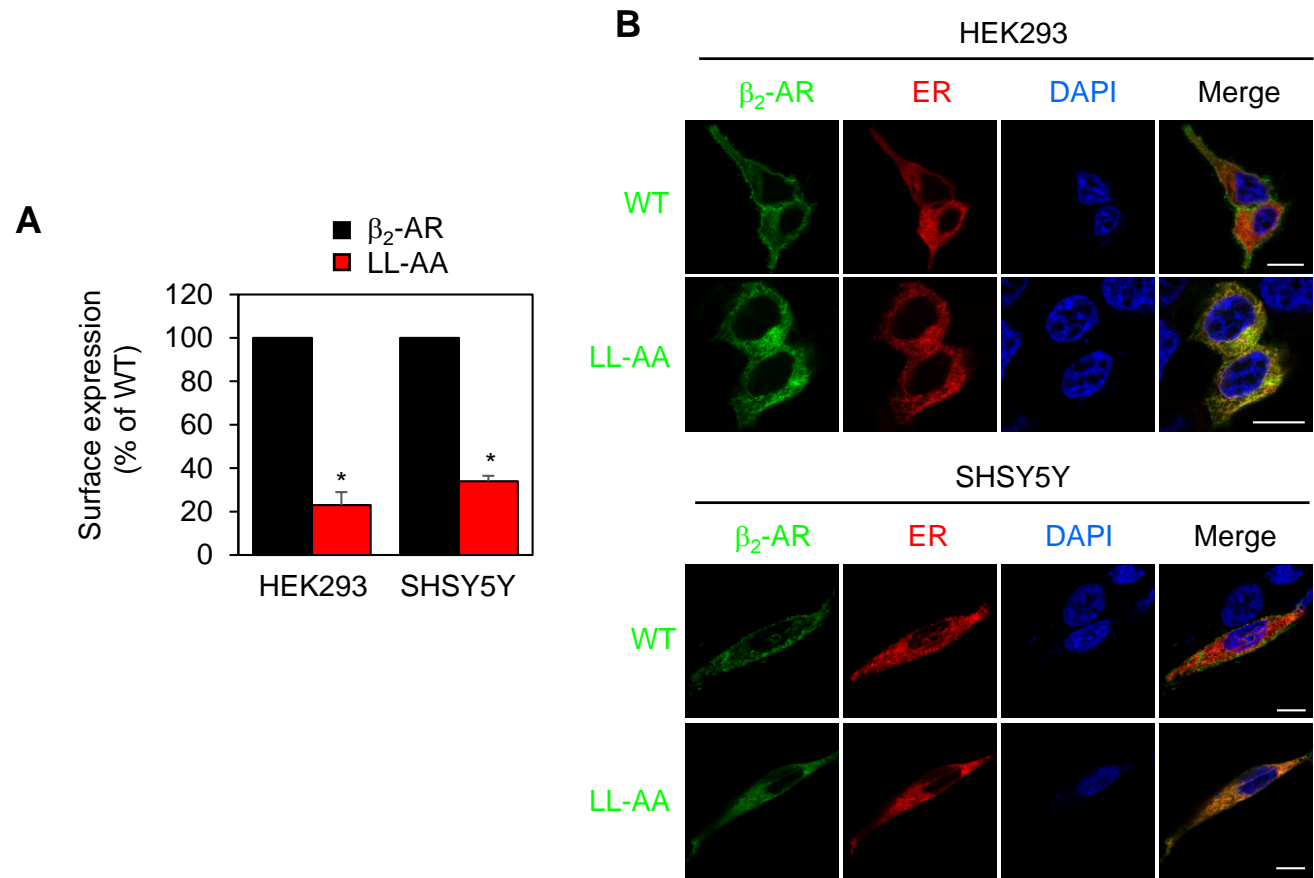 A
β2-AR
LL-AA
Surface expression
(% of WT)
120
100
80
60
40
20
0
*
*
HEK293 SHSY5Y
B
HEK293
β2-AR ER DAPI Merge
WT
LL-AA
SHSY5Y
β2-AR ER DAPI Merge
WT
LL-AA